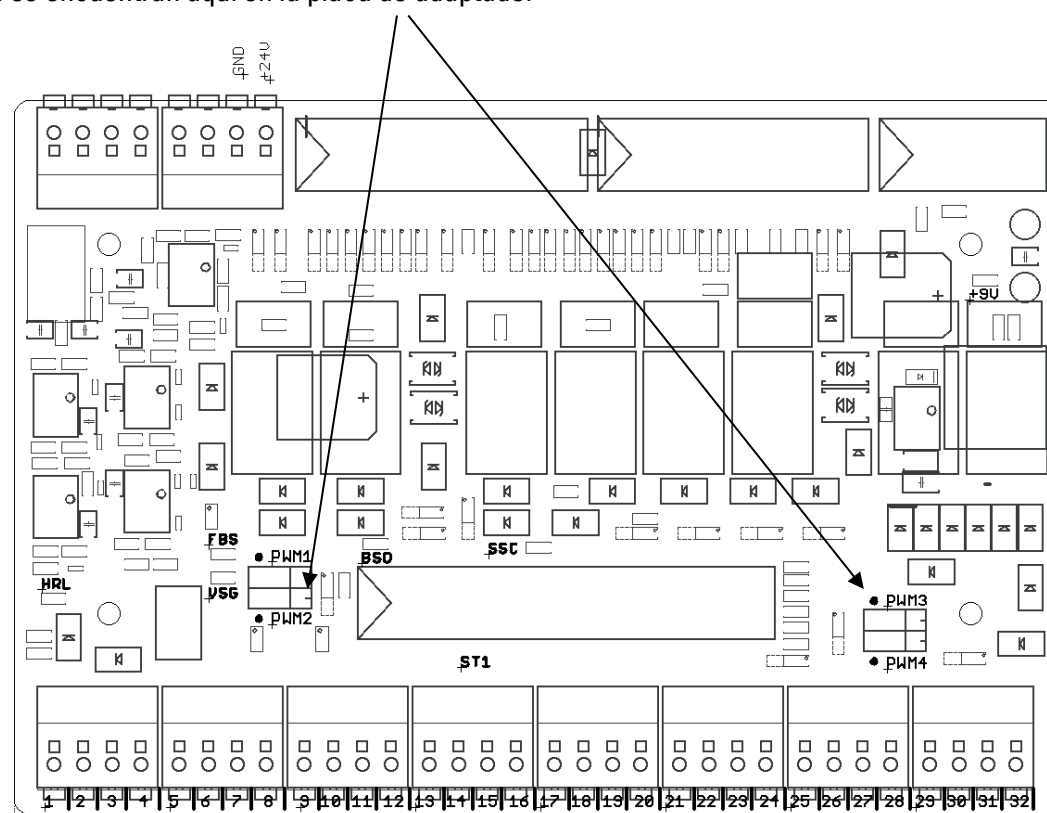 se encuentran aquí en la placa de
GND
+24V
+9V
FBS
PWM1
BSD
SSC
HRL
VSG
PWM2
PWM3
ST1
PWM4
1 2 3 4 5 6 7 8 9 10 11 12 13 14 15 16 17 18 19 20 21 22 23 24 25 26 27 28 29 30 31 32